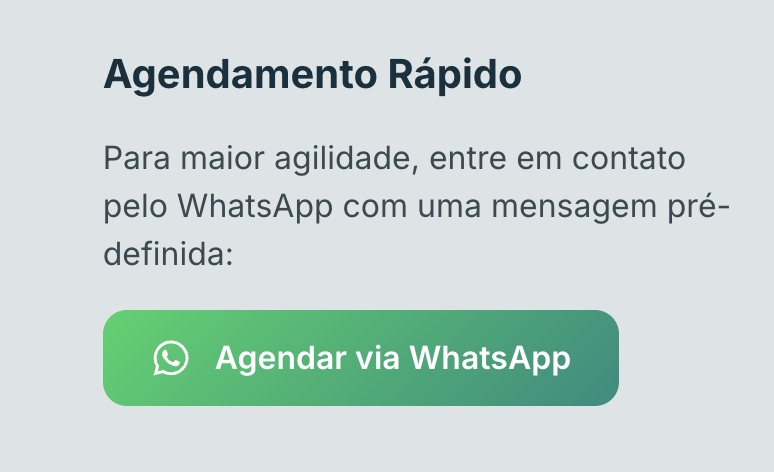 Agendamento Rápido
Para maior agilidade, entre em contato
pelo WhatsApp com uma mensagem pré-
definida:
Agendar via WhatsApp